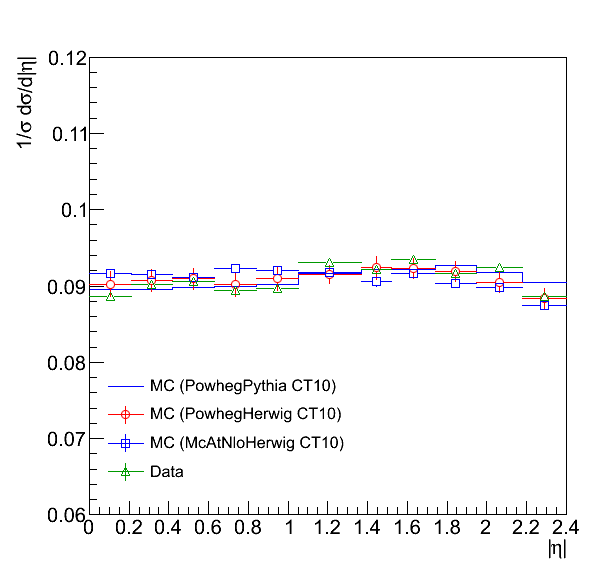 1/σ dσ/d|η|
0.12
0.11
0.1
0.09
0.08
0.07
0.06
MC (PowhegPythia CT10)
MC (PowhegHerwig CT10)
MC (McAtNloHerwig CT10)
Data
0 0.2 0.4 0.6 0.8 1 1.2 1.4 1.6 1.8 2 2.2 2.4
|η|